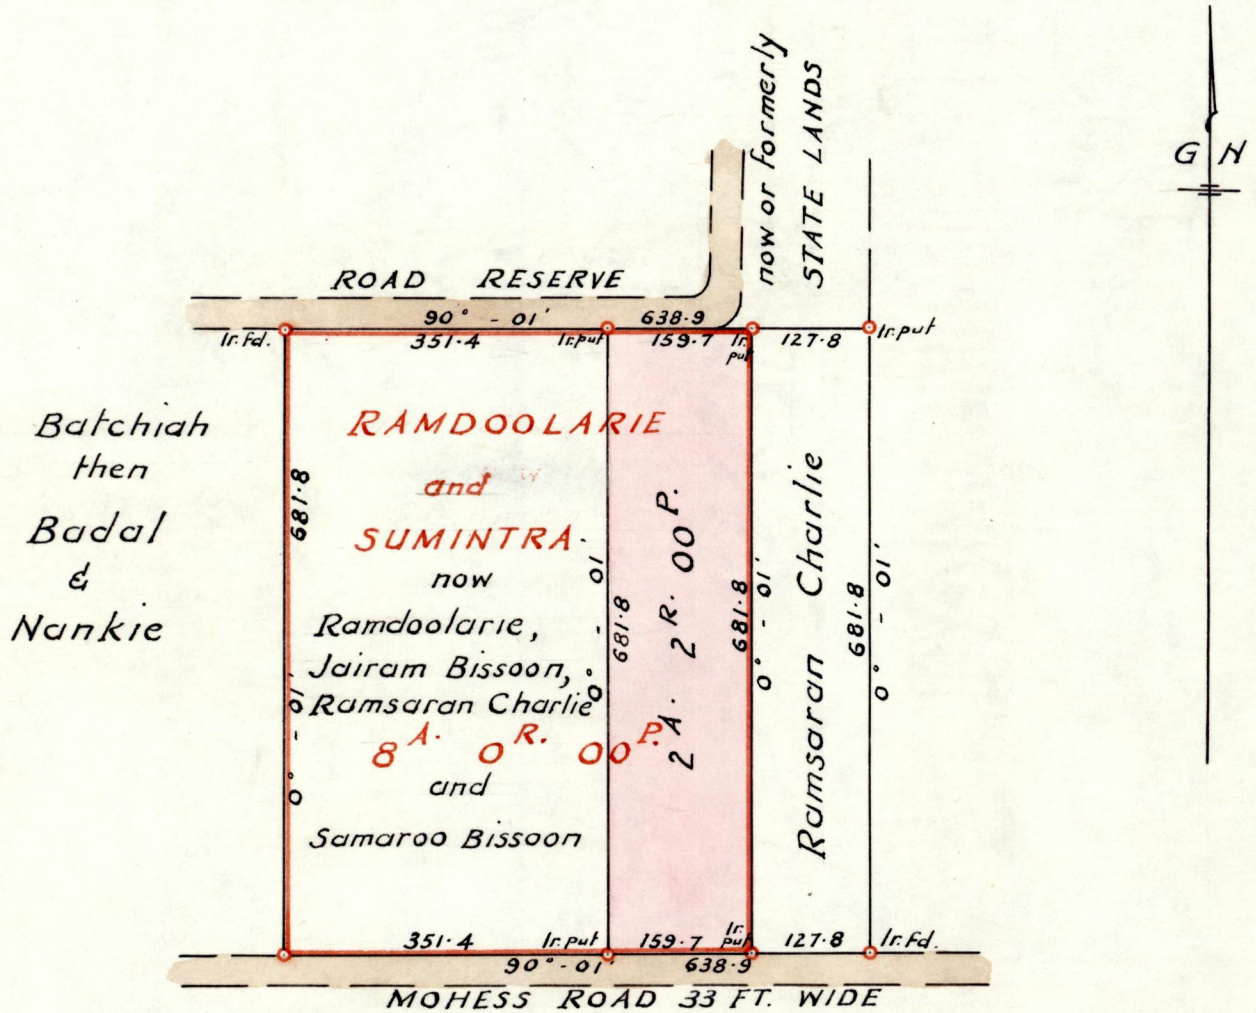 now or formerly
STATE LANDS
G N
ROAD RESERVE
90° - 01'
638.9
Ir. fd.
351.4
Ir. put
159.7
Ir. put
127.8
Ir. put
Batchiah
then
Badal
&
Nankie
681.8
0° - 01'
RAMDOOLARIE
and
SUMINTRA
now
Ramdoolarie,
Jairam Bissoon,
Ramsaran Charlie
8 A. 0 R. 00 P.
and
Samaroo Bissoon
0° - 01
681.8
2 A. 2 R. 00 P.
681.8
0° - 01'
Ramsaran Charlie
681.8
0° - 01'
351.4
Ir. put
159.7
Ir. put
127.8
Ir. fd.
90° - 01'
638.9
MOHESS ROAD 33 FT. WIDE